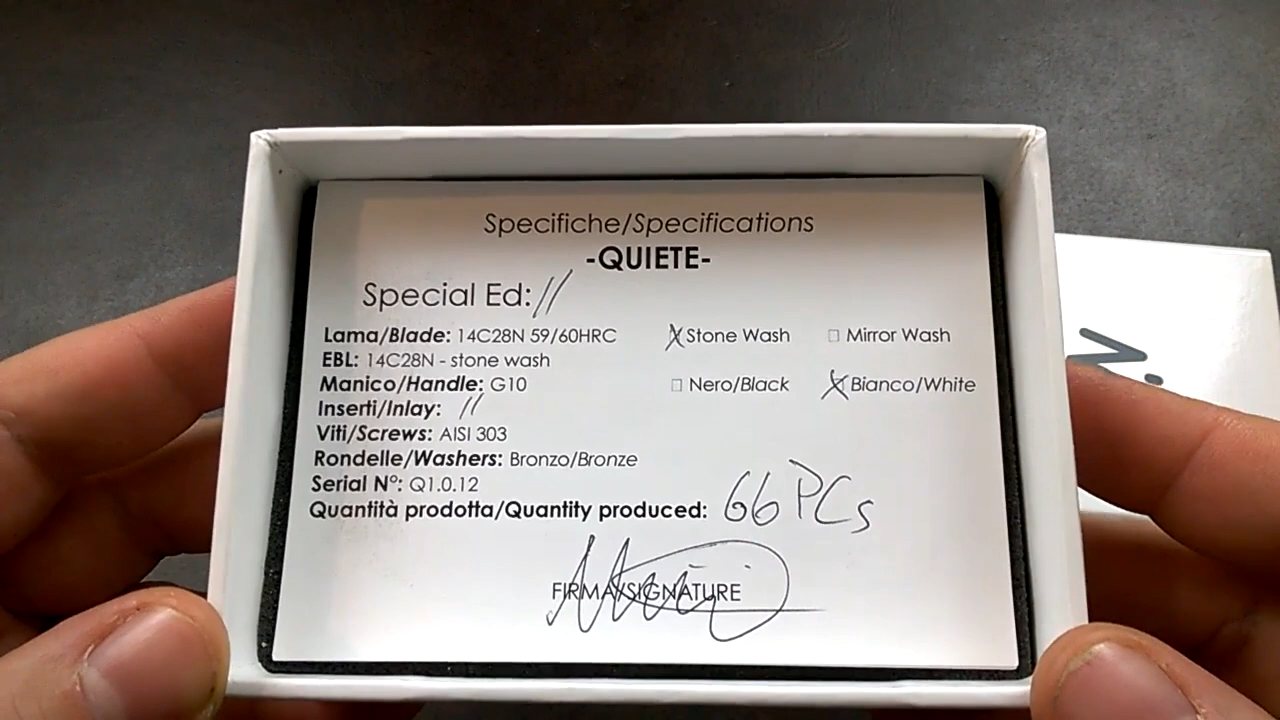 Specifiche/Specifications
-QUIETE-
Special Ed: //
Lama/Blade: 14C28N 59/60HRC X Stone Wash □ Mirror Wash
EBL: 14C28N - stone wash
Manico/Handle: G10 □ Nero/Black X Bianco/White
Inserti/Inlay: //
Viti/Screws: AISI 303
Rondelle/Washers: Bronzo/Bronze
Serial N°: Q1.0.12
Quantità prodotta/Quantity produced: 66 PCs
FIRMA/SIGNATURE